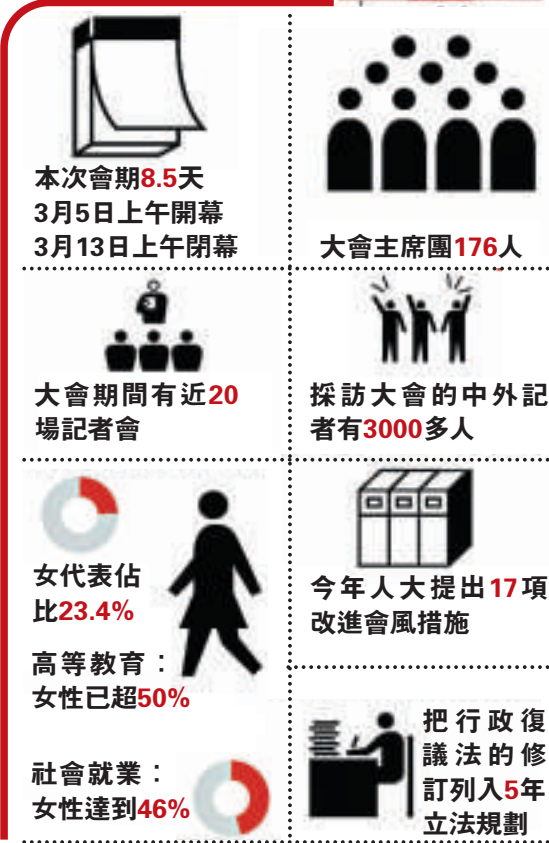 本次會期8.5天
3月5日上午開幕
3月13日上午閉幕
大會主席團176人
大會期間有近20
場記者會
採訪大會的中外記
者有3000多人
女代表佔
比23.4%
高等教育：
女性已超50%
社會就業：
女性達到46%
今年人大提出17項
改進會風措施
把行政復
議法的修
訂列入5年
立法規劃